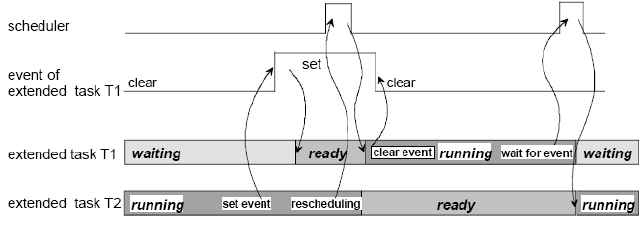 scheduler
event of
extended task T1
clear
set
clear
extended task T1
waiting
ready
clear event
running
wait for event
waiting
extended task T2
running
set event
rescheduling
ready
running